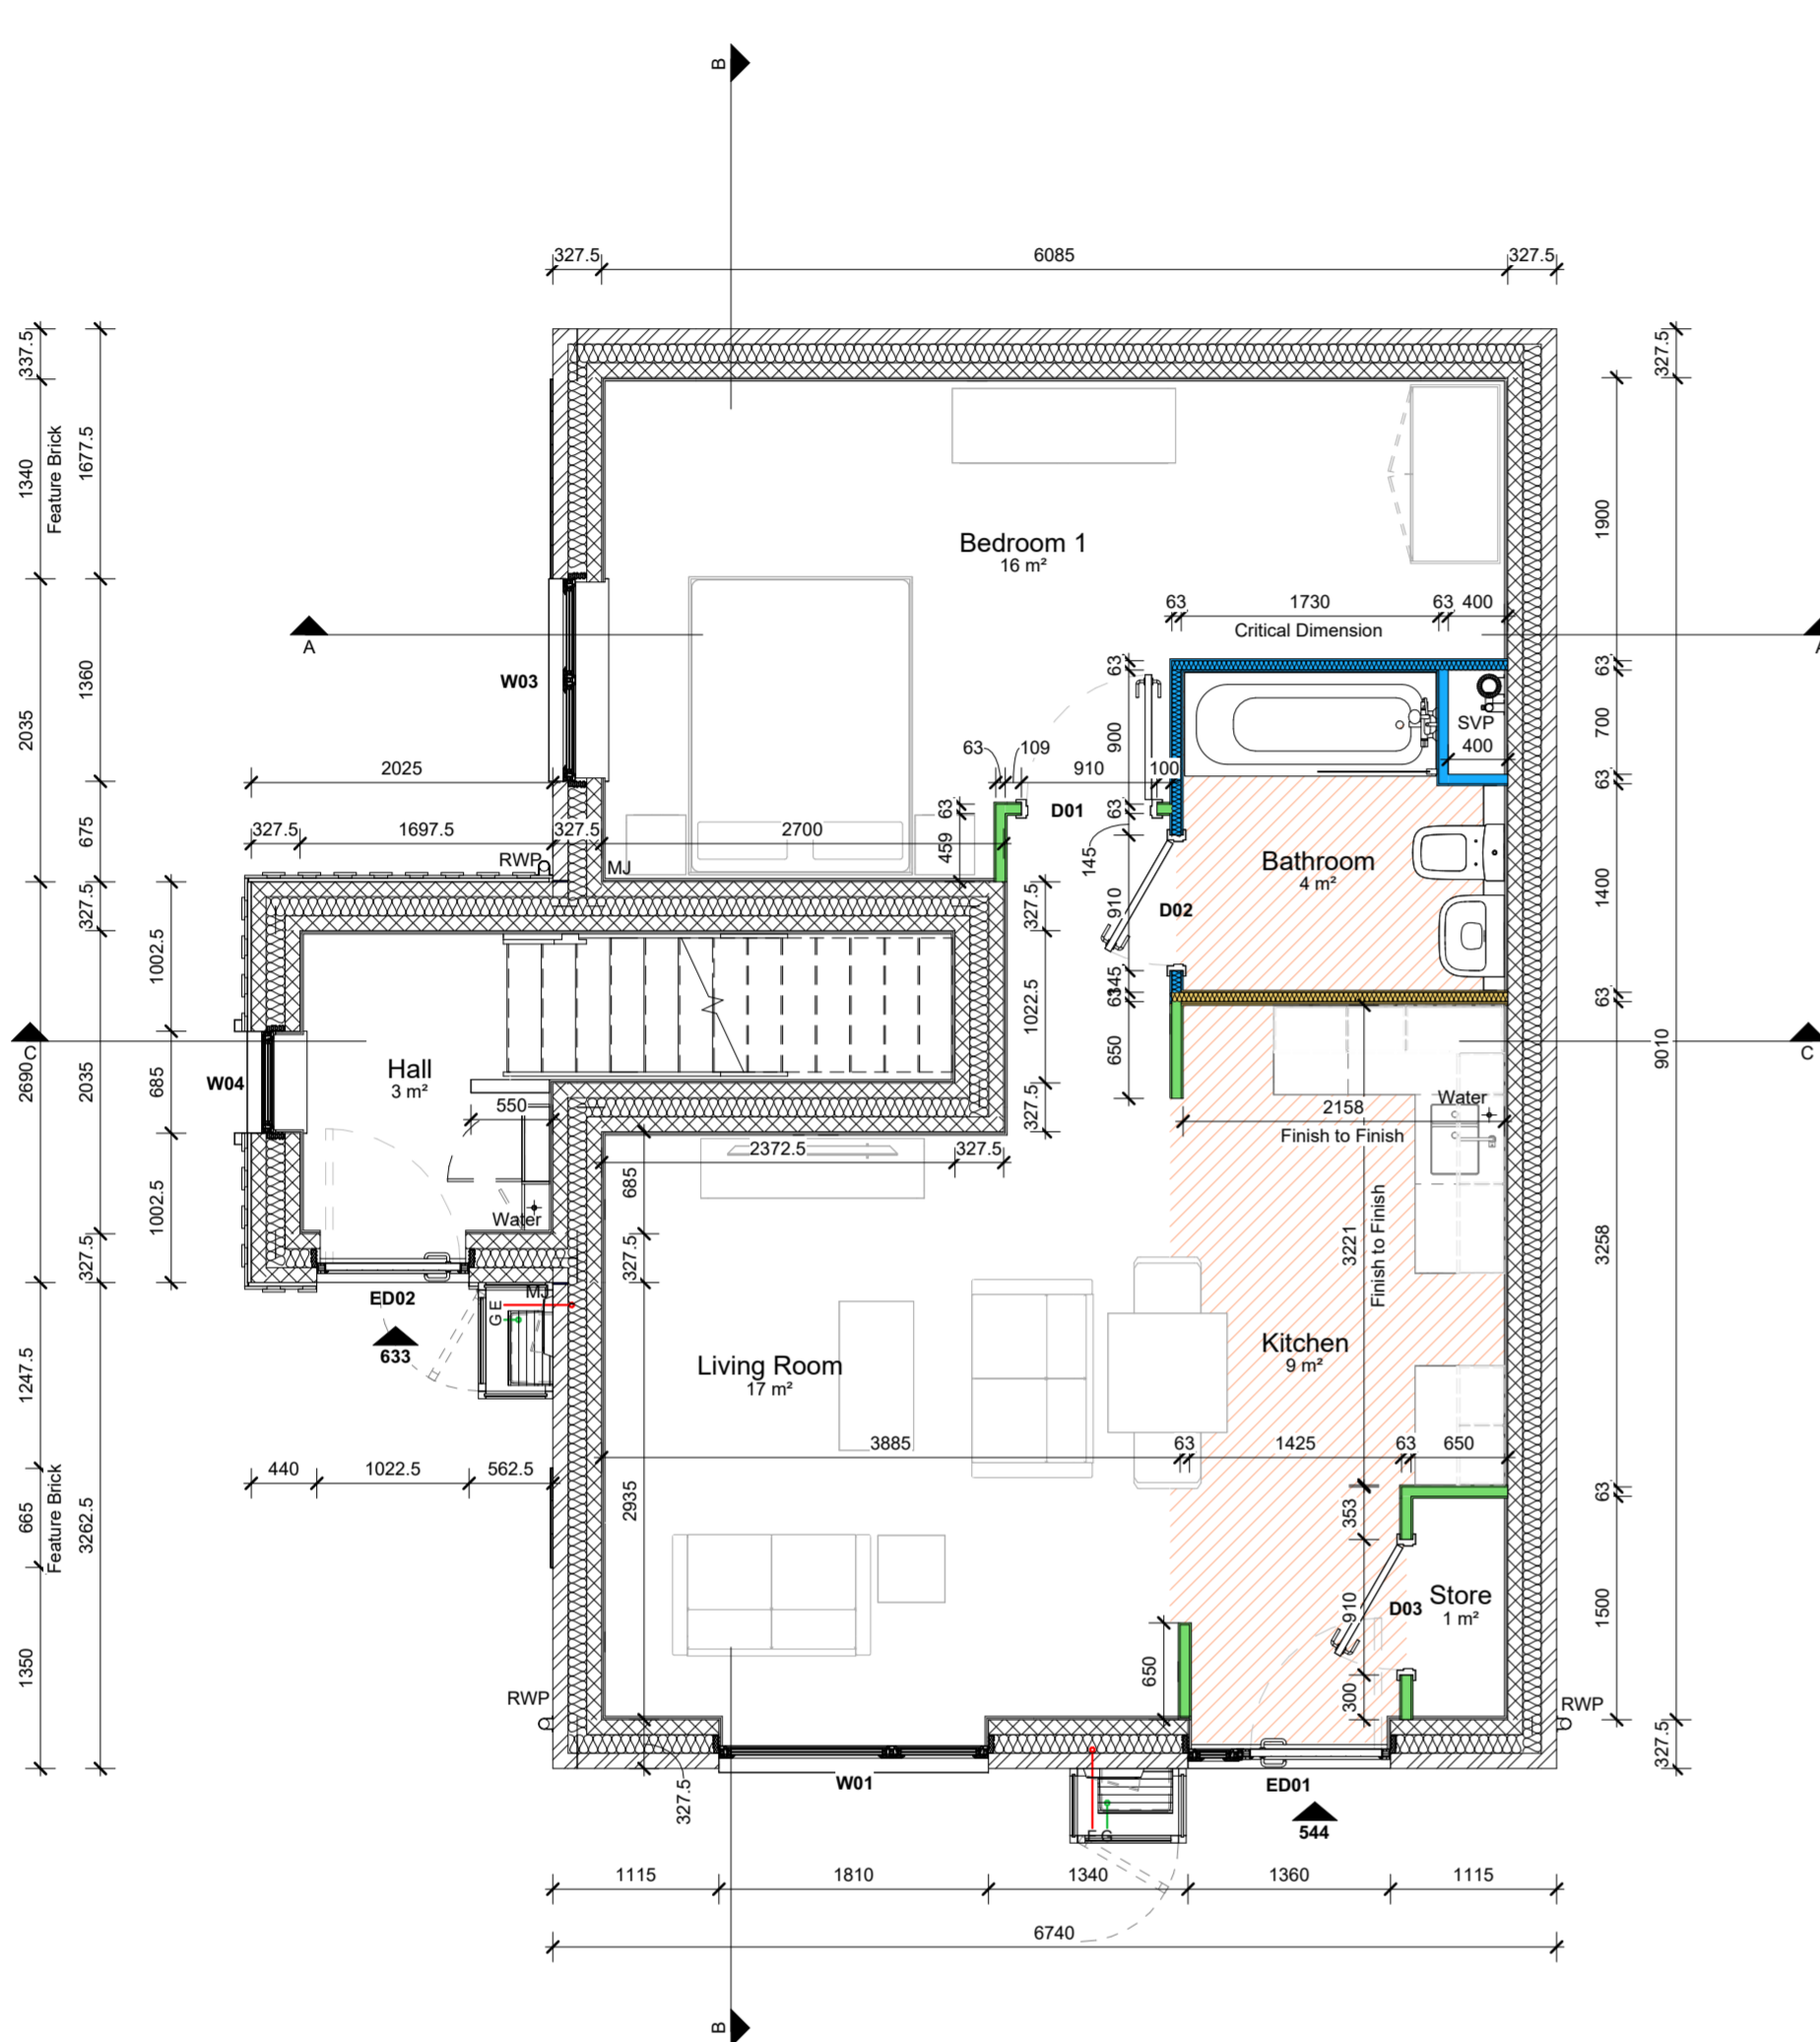 B
327.5
6085
327.5
337.5
1340
Feature Brick
1677.5
327.5
1900
Bedroom 1
16 m²
63
1730
63
400
Critical Dimension
A
A
2035
1360
W03
63
900
63
700
SVP
400
63
2025
63
109
910
100
D01
63
459
145
675
327.5
1697.5
327.5
2700
RWP
MJ
Bathroom
4 m²
1400
910
D02
327.5
327.5
1002.5
1022.5
145
63
63
650
9010
C
C
2690
2035
685
W04
Hall
3 m²
550
327.5
Water
2158
Finish to Finish
2372.5
327.5
685
1002.5
Water
3221
Finish to Finish
3258
327.5
327.5
ED02
MJ
G E
633
Living Room
17 m²
Kitchen
9 m²
1247.5
3885
63
1425
63
650
440
1022.5
562.5
665
Feature Brick
3262.5
2935
353
63
Store
1 m²
D03
910
1500
1350
650
300
RWP
RWP
327.5
327.5
W01
ED01
E G
544
1115
1810
1340
1360
1115
6740
B